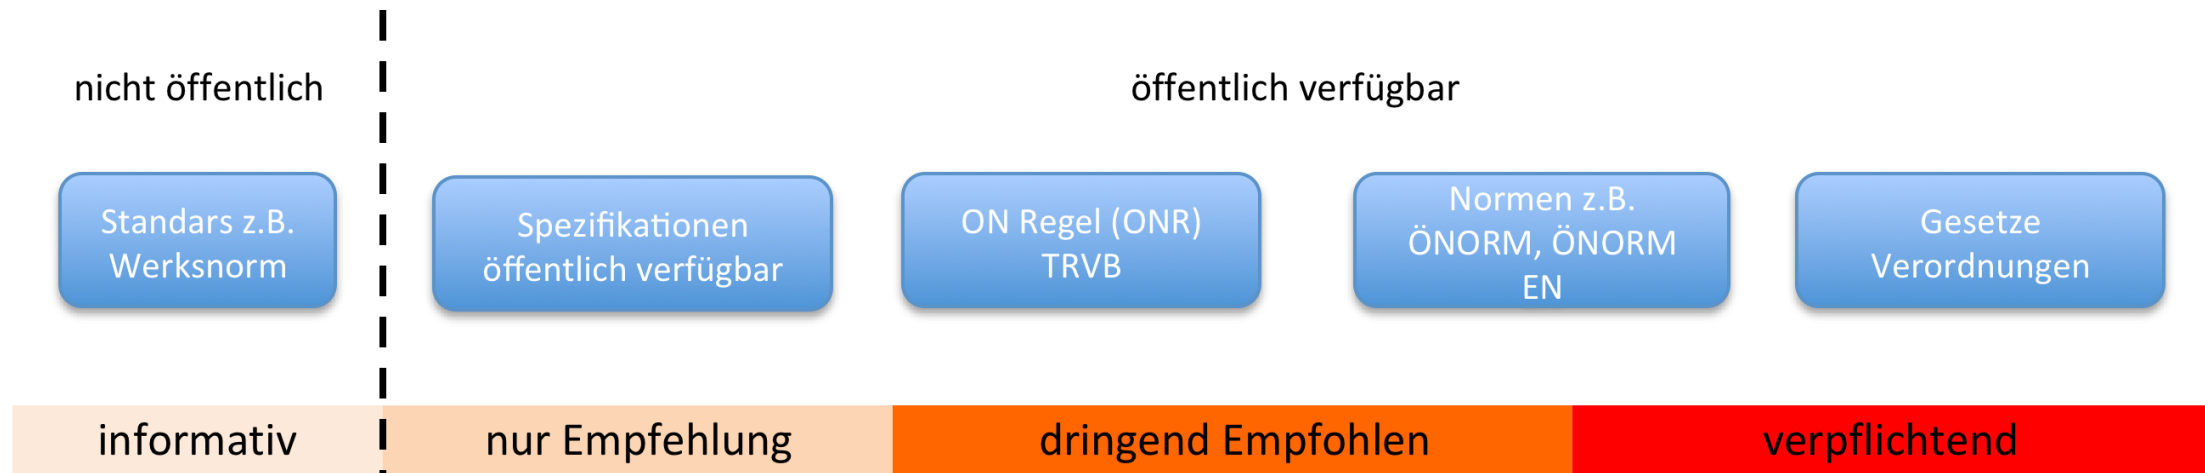 nicht öffentlich
öffentlich verfügbar
Standars z.B.
Werksnorm
Spezifikationen
öffentlich verfügbar
ON Regel (ONR)
TRVB
Normen z.B.
ÖNORM, ÖNORM
EN
Gesetze
Verordnungen
informativ
nur Empfehlung
dringend Empfohlen
verpflichtend